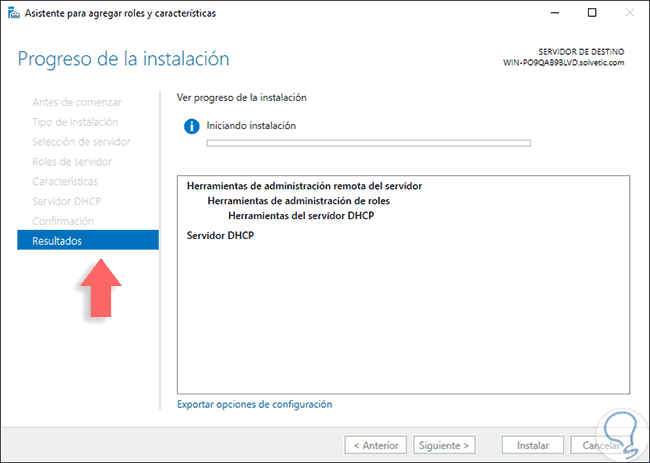 Asistente para agregar roles y características
Progreso de la instalación
SERVIDOR DE DESTINO
WIN-PO9QAB9BLVD.solvetic.com
Antes de comenzar
Tipo de instalación
Selección de servidor
Roles de servidor
Características
Servidor DHCP
Confirmación
Resultados
Ver progreso de la instalación
Iniciando instalación
Herramientas de administración remota del servidor
Herramientas de administración de roles
Herramientas del servidor DHCP
Servidor DHCP
Exportar opciones de configuración
< Anterior
Siguiente >
Instalar
Cancelar